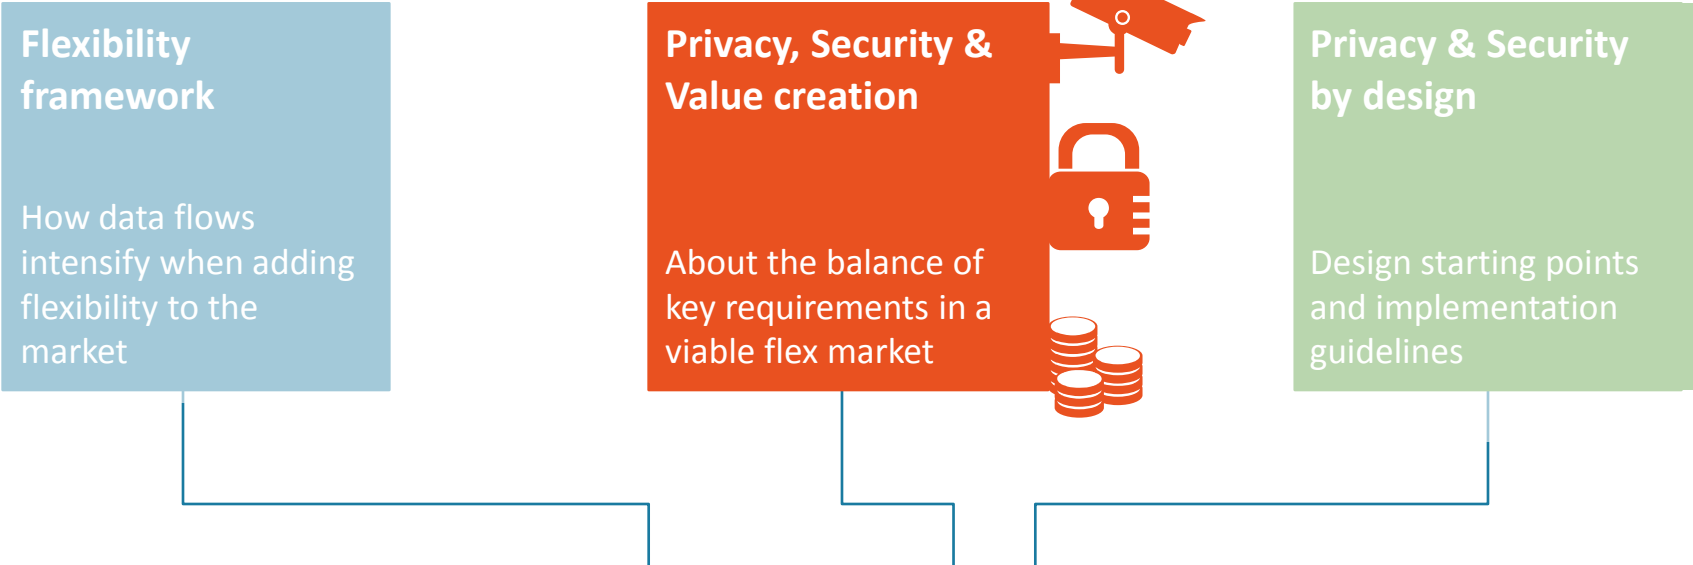 Flexibility
framework
How data flows
intensify when adding
flexibility to the
market
Privacy, Security &
Value creation
About the balance of
key requirements in a
viable flex market
Privacy & Security
by design
Design starting points
and implementation
guidelines